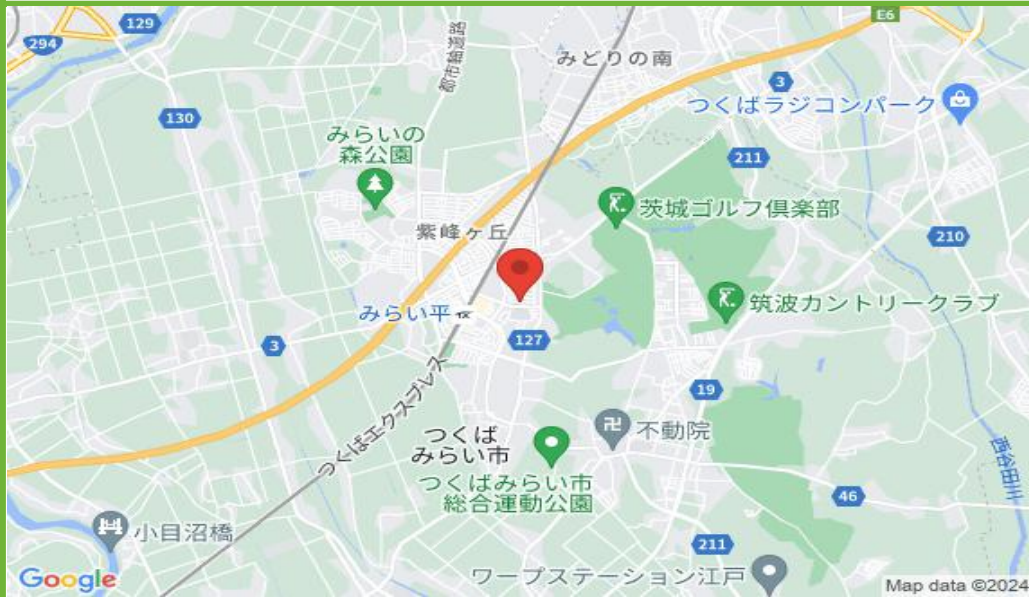 129
E6
294
都市軸道路
みどりの南
3
つくばラジコンパーク
130
みらいの
森公園
211
茨城ゴルフ倶楽部
紫峰ヶ丘
210
筑波カントリークラブ
みらい平
127
3
19
つくばエクスプレス
つくば
みらい市
不動院
つくばみらい市
総合運動公園
西谷田川
46
小目沼橋
211
ワープステーション江戸
Google
Map data ©2024